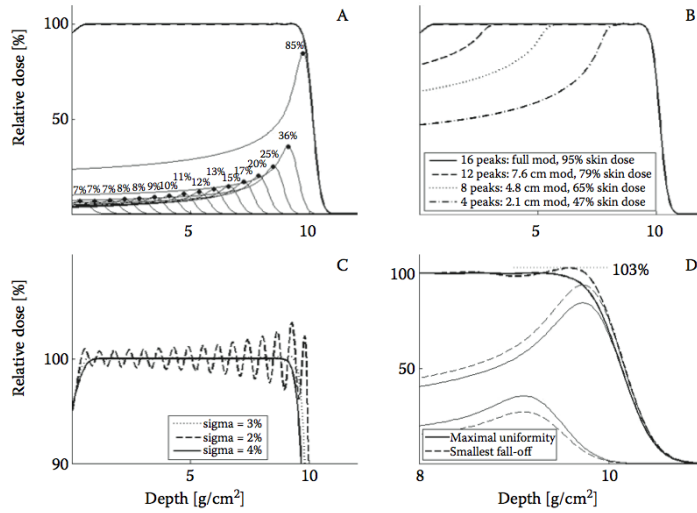 A
B
Relative dose [%]
100
50
85%
36%
25%
20%
17%
15%
13%
12%
11%
10%
9%
8%
8%
7%
7%
7%
5
10
100
50
16 peaks: full mod, 95% skin dose
12 peaks: 7.6 cm mod, 79% skin dose
8 peaks: 4.8 cm mod, 65% skin dose
4 peaks: 2.1 cm mod, 47% skin dose
5
10
C
D
Relative dose [%]
100
90
sigma = 3%
sigma = 2%
sigma = 4%
5
10
Depth [g/cm²]
103%
100
50
Maximal uniformity
Smallest fall-off
8
10
Depth [g/cm²]